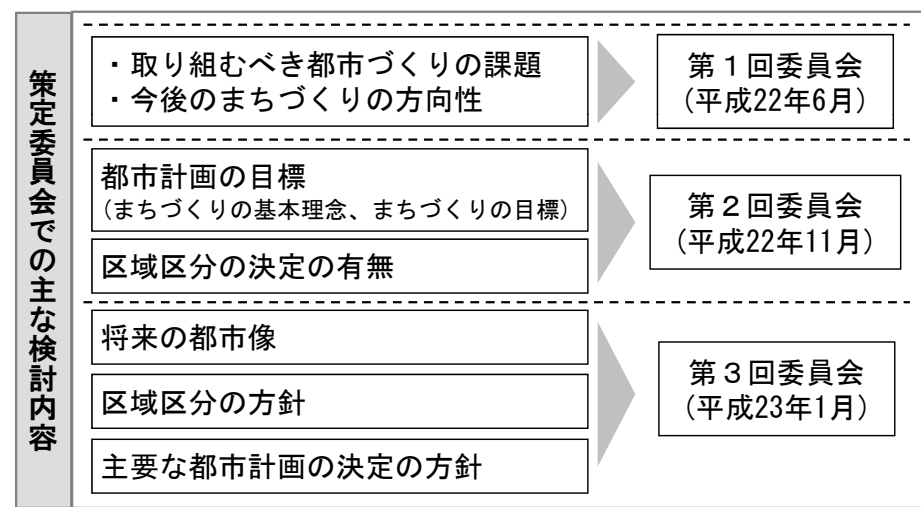 策定委員会での主な検討内容
・取り組むべき都市づくりの課題
・今後のまちづくりの方向性
第１回委員会
(平成22年6月)
都市計画の目標
(まちづくりの基本理念、まちづくりの目標)
区域区分の決定の有無
第２回委員会
(平成22年11月)
将来の都市像
区域区分の方針
主要な都市計画の決定の方針
第３回委員会
(平成23年1月)